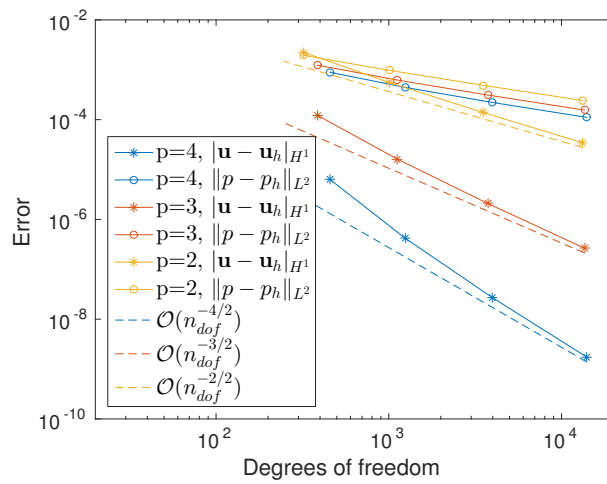 10^-2
10^-4
10^-6
10^-8
10^-10
Error
p=4, |u − u_h|_{H^1}
p=4, ‖p − p_h‖_{L^2}
p=3, |u − u_h|_{H^1}
p=3, ‖p − p_h‖_{L^2}
p=2, |u − u_h|_{H^1}
p=2, ‖p − p_h‖_{L^2}
𝒪(n_{dof}^{-4/2})
𝒪(n_{dof}^{-3/2})
𝒪(n_{dof}^{-2/2})
10^2 10^3 10^4
Degrees of freedom